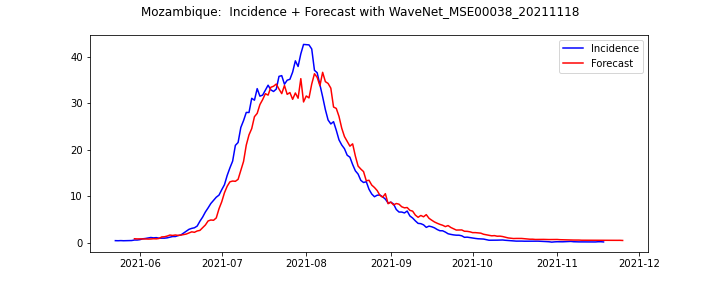 Mozambique:  Incidence + Forecast with WaveNet_MSE00038_20211118
Incidence
Forecast
40
30
20
10
0
2021-06 2021-07 2021-08 2021-09 2021-10 2021-11 2021-12